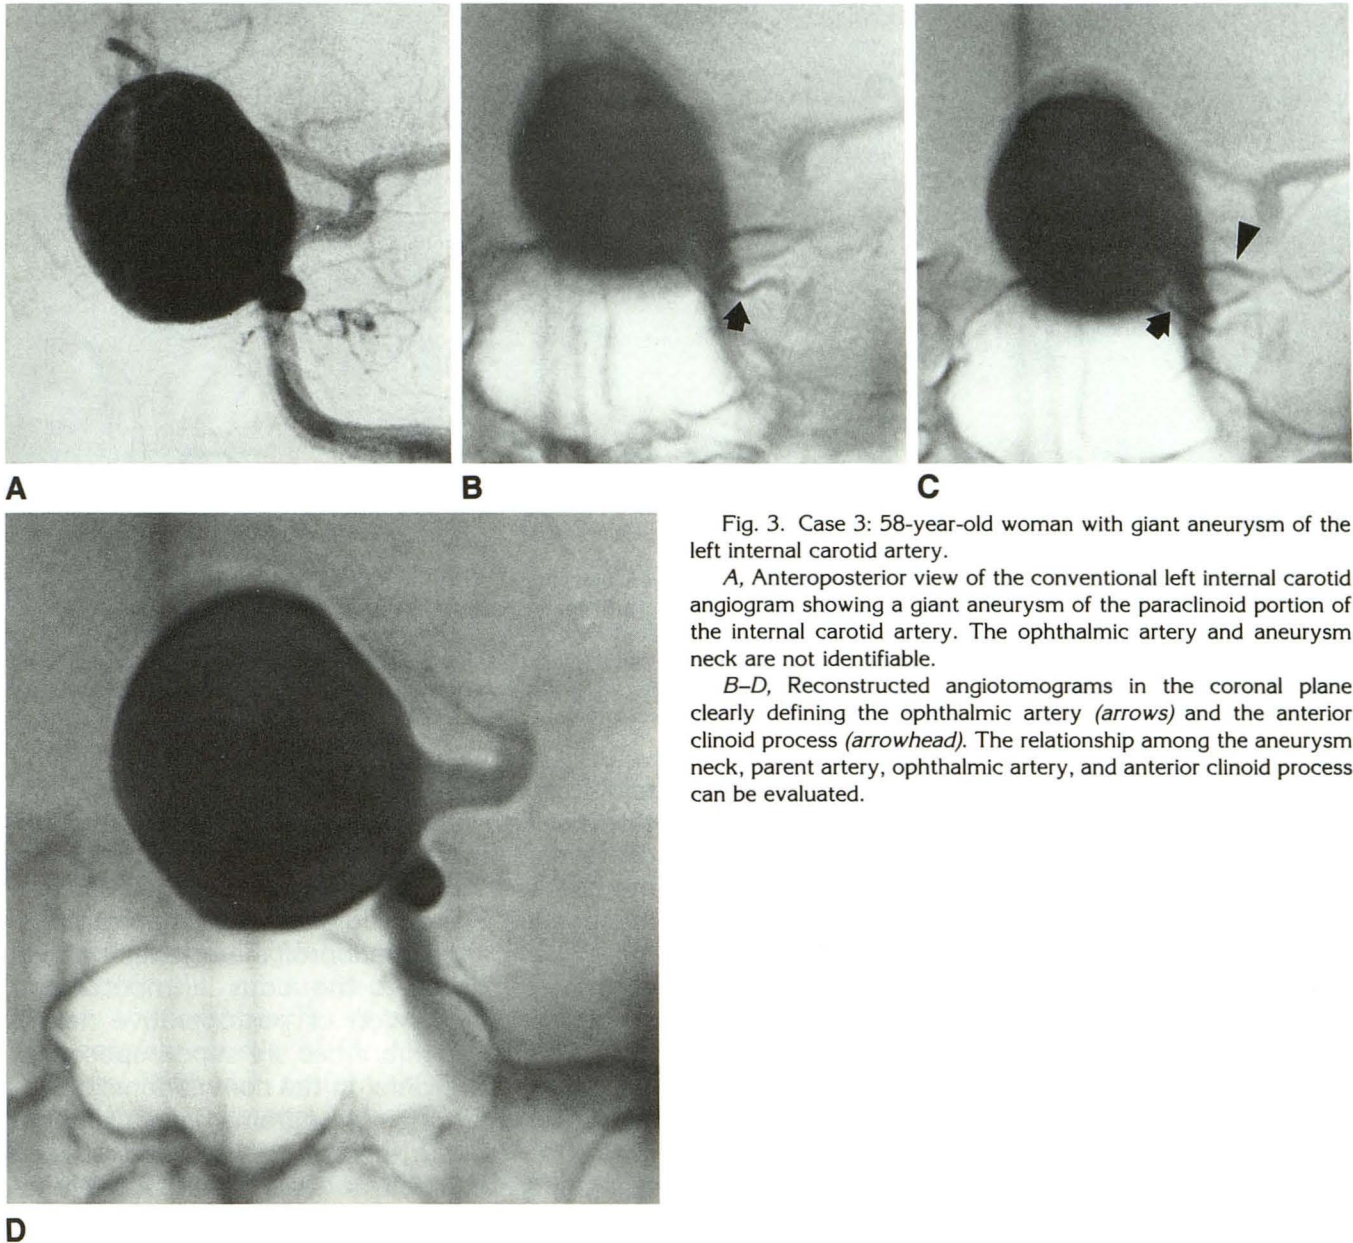 A
B
C
Fig. 3. Case 3: 58-year-old woman with giant aneurysm of the
left internal carotid artery.
A, Anteroposterior view of the conventional left internal carotid
angiogram showing a giant aneurysm of the paraclinoid portion of
the internal carotid artery. The ophthalmic artery and aneurysm
neck are not identifiable.
B–D, Reconstructed angiotomograms in the coronal plane
clearly defining the ophthalmic artery (arrows) and the anterior
clinoid process (arrowhead). The relationship among the aneurysm
neck, parent artery, ophthalmic artery, and anterior clinoid process
can be evaluated.
D